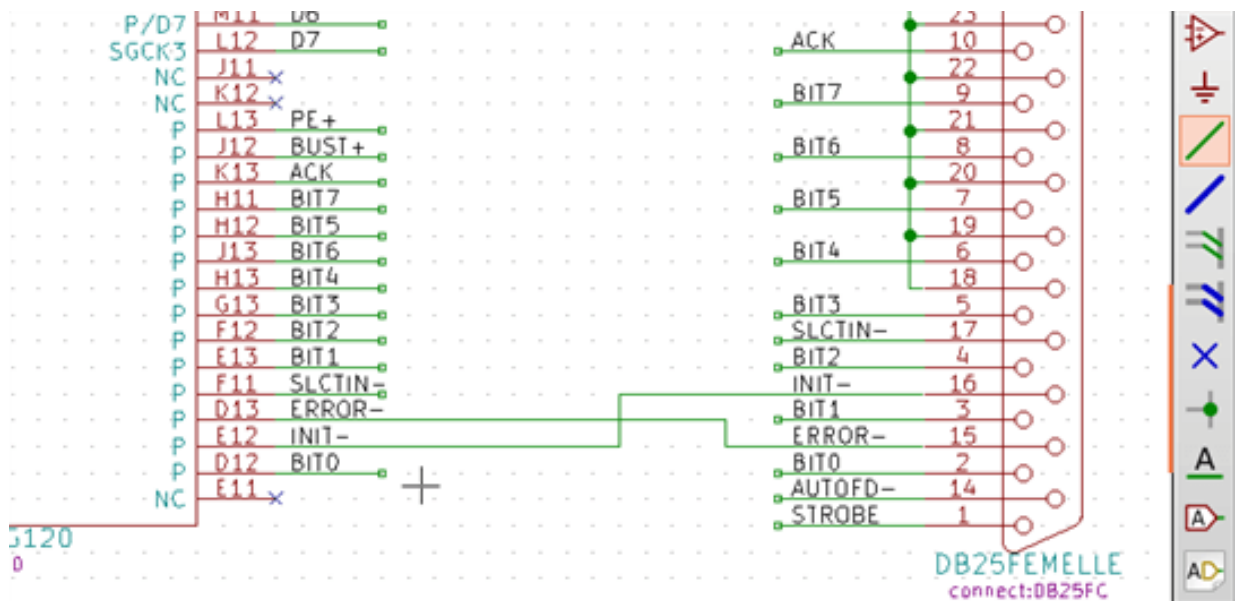 M11 D6
P/D7
SGCK3 L12 D7
NC J11
NC K12
P L13 PE+
P J12 BUST+
P K13 ACK
P H11 BIT7
P H12 BIT5
P J13 BIT6
P H13 BIT4
P G13 BIT3
P F12 BIT2
P E13 BIT1
P F11 SLCTIN-
P D13 ERROR-
P E12 INIT-
P D12 BIT0
NC E11
G120
D
23
ACK 10
22
BIT7 9
21
BIT6 8
20
BIT5 7
19
BIT4 6
18
BIT3 5
SLCTIN- 17
BIT2 4
INIT- 16
BIT1 3
ERROR- 15
BIT0 2
AUTOFD- 14
STROBE 1
DB25FEMELLE
connect:DB25FC
A
A
AD